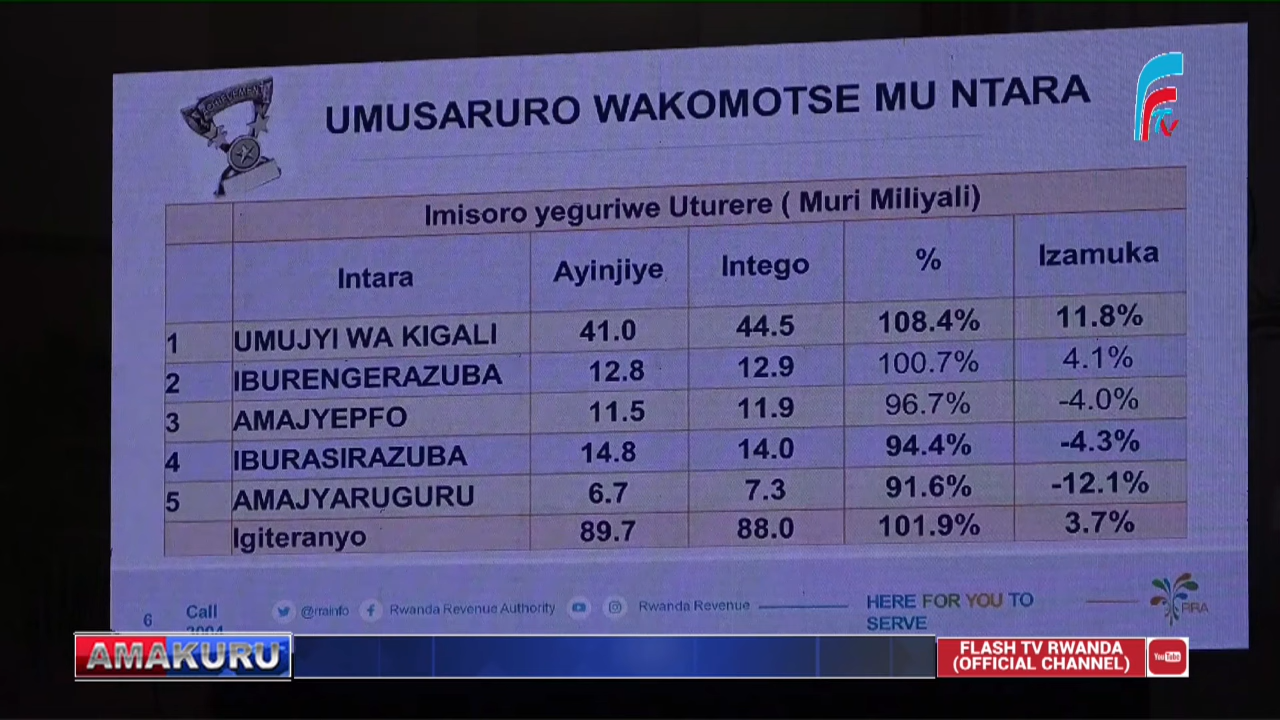 ACHIEVEMENT
UMUSARURO WAKOMOTSE MU NTARA
TV
Imisoro yeguriwe Uturere ( Muri Miliyali)
Intara Ayinjiye Intego % Izamuka
1 UMUJYI WA KIGALI 41.0 44.5 108.4% 11.8%
2 IBURENGERAZUBA 12.8 12.9 100.7% 4.1%
3 AMAJYEPFO 11.5 11.9 96.7% -4.0%
4 IBURASIRAZUBA 14.8 14.0 94.4% -4.3%
5 AMAJYARUGURU 6.7 7.3 91.6% -12.1%
Igiteranyo 89.7 88.0 101.9% 3.7%
6 Call @rrainfo Rwanda Revenue Authority Rwanda Revenue HERE FOR YOU TO
SERVE
RRA
AMAKURU
FLASH TV RWANDA
(OFFICIAL CHANNEL)
YouTube